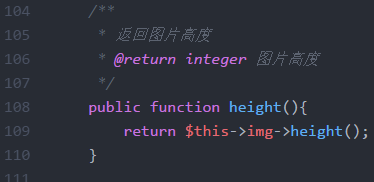 104 /**
105 * 返回图片高度
106 * @return integer 图片高度
107 */
108 public function height(){
109 return $this->img->height();
110 }
111